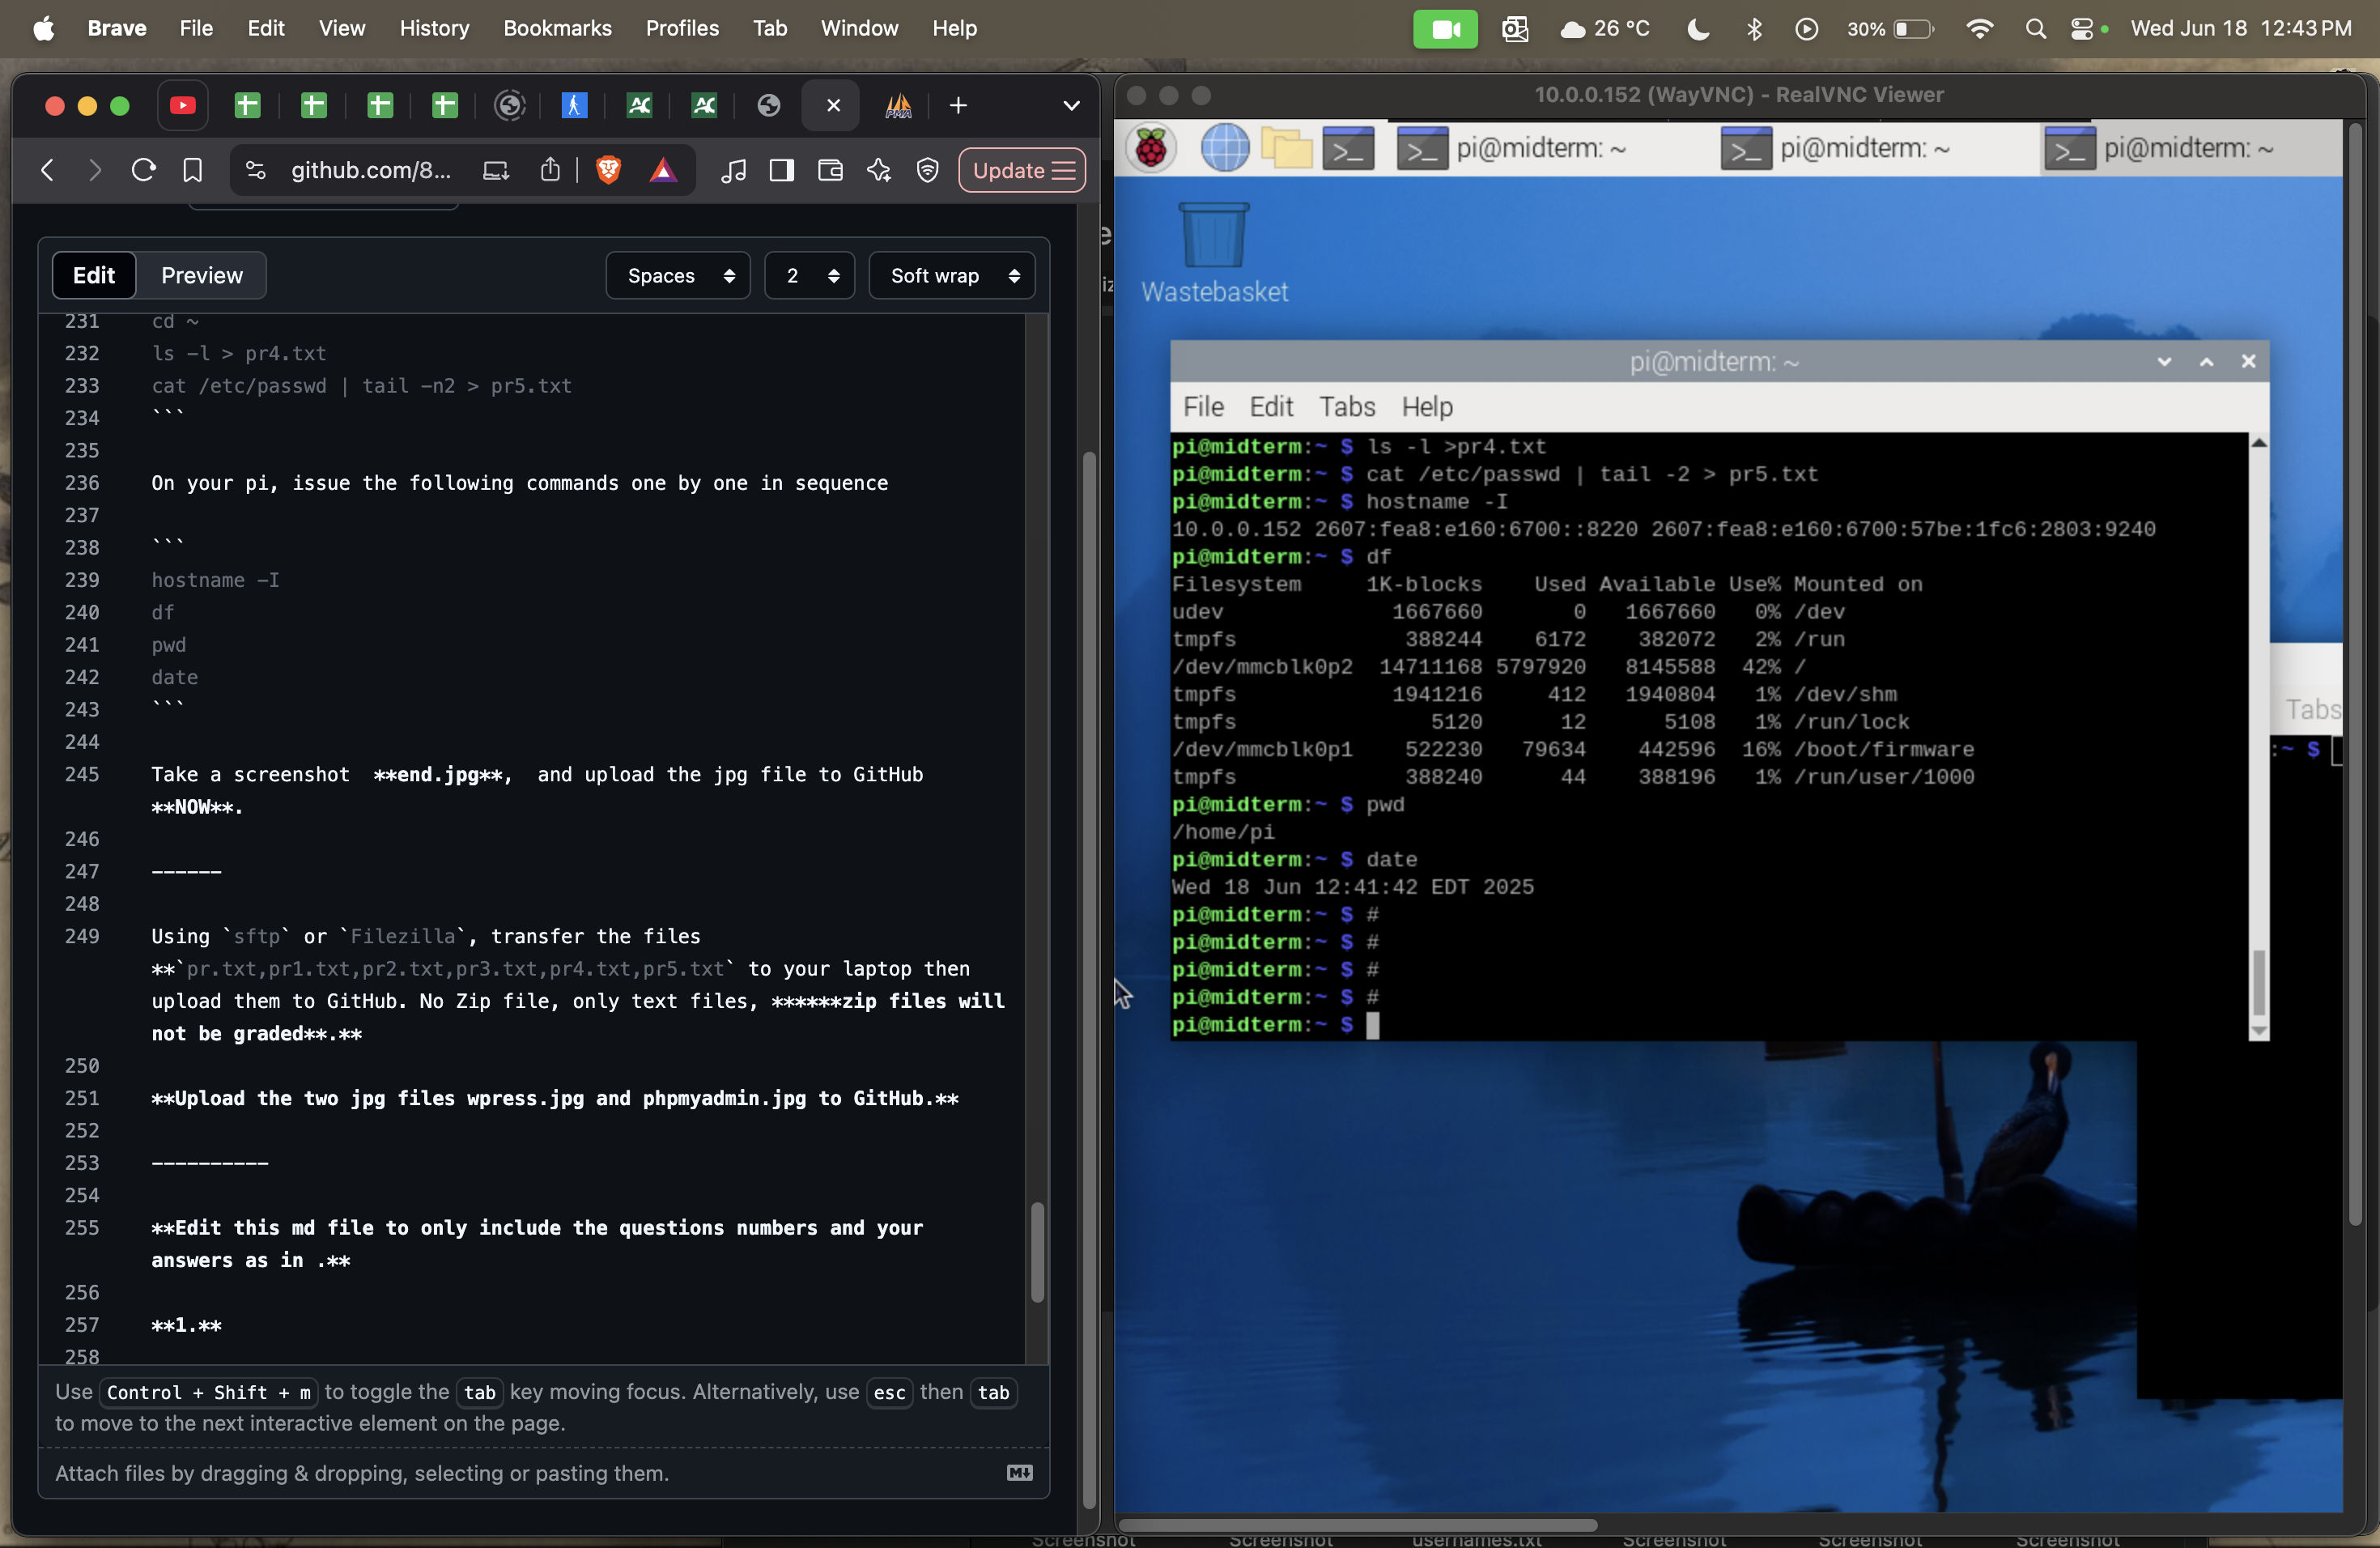 Brave File Edit View History Bookmarks Profiles Tab Window Help 26 °C 30% Wed Jun 18 12:43 PM
github.com/8... Update
Edit Preview Spaces 2 Soft wrap
231 cd ~
232 ls -l > pr4.txt
233 cat /etc/passwd | tail -n2 > pr5.txt
234 ```
235
236 On your pi, issue the following commands one by one in sequence
237
238 ```
239 hostname -I
240 df
241 pwd
242 date
243 ```
244
245 Take a screenshot  **end.jpg**,  and upload the jpg file to GitHub
**NOW**.
246
247 ------
248
249 Using `sftp` or `Filezilla`, transfer the files
**`pr.txt,pr1.txt,pr2.txt,pr3.txt,pr4.txt,pr5.txt` to your laptop then
upload them to GitHub. No Zip file, only text files, ******zip files will
not be graded**.**
250
251 **Upload the two jpg files wpress.jpg and phpmyadmin.jpg to GitHub.**
252
253 ----------
254
255 **Edit this md file to only include the questions numbers and your
answers as in .**
256
257 **1.**
258
Use Control + Shift + m to toggle the tab key moving focus. Alternatively, use esc then tab
to move to the next interactive element on the page.
Attach files by dragging & dropping, selecting or pasting them.
10.0.0.152 (WayVNC) - RealVNC Viewer
pi@midterm: ~ pi@midterm: ~ pi@midterm: ~
Wastebasket
pi@midterm: ~
File Edit Tabs Help
pi@midterm:~ $ ls -l >pr4.txt
pi@midterm:~ $ cat /etc/passwd | tail -2 > pr5.txt
pi@midterm:~ $ hostname -I
10.0.0.152 2607:fea8:e160:6700::8220 2607:fea8:e160:6700:57be:1fc6:2803:9240
pi@midterm:~ $ df
Filesystem     1K-blocks    Used Available Use% Mounted on
udev             1667660       0   1667660   0% /dev
tmpfs             388244    6172    382072   2% /run
/dev/mmcblk0p2  14711168 5797920   8145588  42% /
tmpfs            1941216     412   1940804   1% /dev/shm
tmpfs               5120      12      5108   1% /run/lock
/dev/mmcblk0p1    522230   79634    442596  16% /boot/firmware
tmpfs             388240      44    388196   1% /run/user/1000
pi@midterm:~ $ pwd
/home/pi
pi@midterm:~ $ date
Wed 18 Jun 12:41:42 EDT 2025
pi@midterm:~ $ #
pi@midterm:~ $ #
pi@midterm:~ $ #
pi@midterm:~ $ #
pi@midterm:~ $
Tabs
:~ $
Screenshot Screenshot usernames.txt Screenshot Screenshot Screenshot